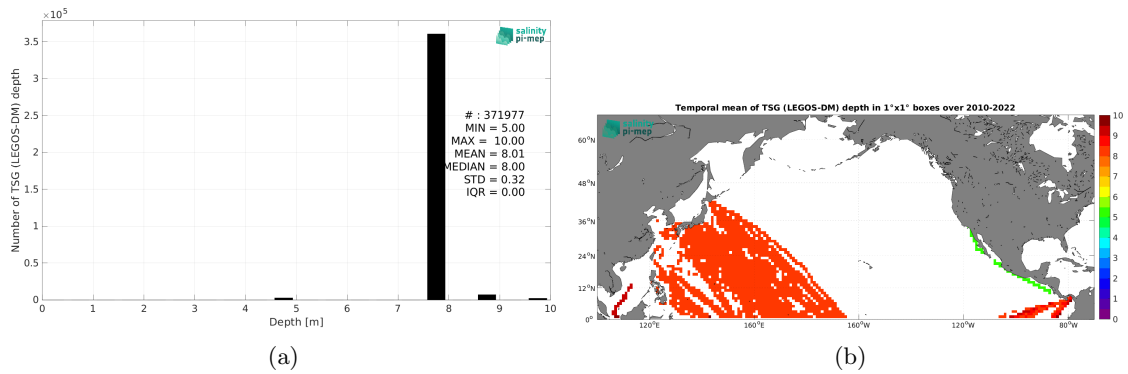 ×10⁵
3.5
3
2.5
2
1.5
1
0.5
0
0 1 2 3 4 5 6 7 8 9 10
Number of TSG (LEGOS-DM) depth
Depth [m]
salinity
pi-mep
# : 371977
MIN = 5.00
MAX = 10.00
MEAN = 8.01
MEDIAN = 8.00
STD = 0.32
IQR = 0.00
(a)
Temporal mean of TSG (LEGOS-DM) depth in 1°x1° boxes over 2010-2022
salinity
pi-mep
60°N
48°N
36°N
24°N
12°N
0°
120°E 160°E 160°W 120°W 80°W
10
9
8
7
6
5
4
3
2
1
0
(b)